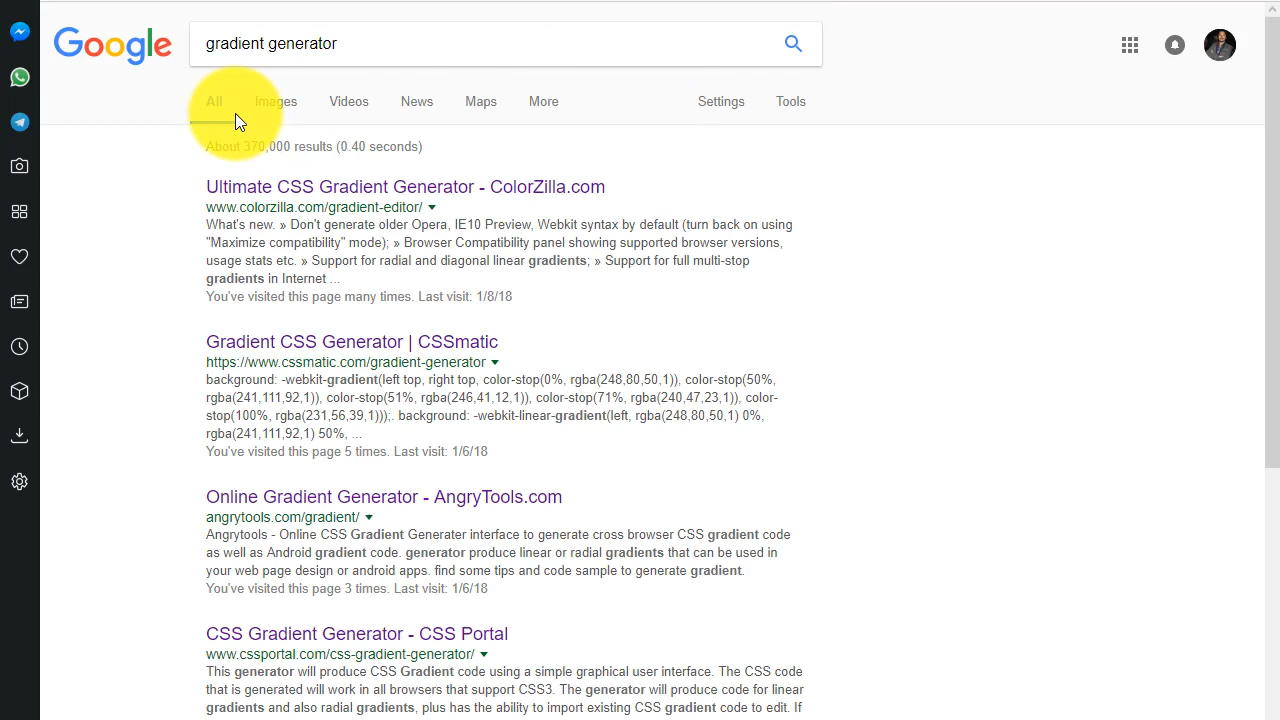 Google
gradient generator
All Images Videos News Maps More Settings Tools
About 370,000 results (0.40 seconds)
Ultimate CSS Gradient Generator - ColorZilla.com
www.colorzilla.com/gradient-editor/
What's new. » Don't generate older Opera, IE10 Preview, Webkit syntax by default (turn back on using
"Maximize compatibility" mode); » Browser Compatibility panel showing supported browser versions,
usage stats etc. » Support for radial and diagonal linear gradients; » Support for full multi-stop
gradients in Internet ...
You've visited this page many times. Last visit: 1/8/18
Gradient CSS Generator | CSSmatic
https://www.cssmatic.com/gradient-generator
background: -webkit-gradient(left top, right top, color-stop(0%, rgba(248,80,50,1)), color-stop(50%,
rgba(241,111,92,1)), color-stop(51%, rgba(246,41,12,1)), color-stop(71%, rgba(240,47,23,1)), color-
stop(100%, rgba(231,56,39,1)));. background: -webkit-linear-gradient(left, rgba(248,80,50,1) 0%,
rgba(241,111,92,1) 50%, ...
You've visited this page 5 times. Last visit: 1/6/18
Online Gradient Generator - AngryTools.com
angrytools.com/gradient/
Angrytools - Online CSS Gradient Generater interface to generate cross browser CSS gradient code
as well as Android gradient code. generator produce linear or radial gradients that can be used in
your web page design or android apps. find some tips and code sample to generate gradient.
You've visited this page 3 times. Last visit: 1/6/18
CSS Gradient Generator - CSS Portal
www.cssportal.com/css-gradient-generator/
This generator will produce CSS Gradient code using a simple graphical user interface. The CSS code
that is generated will work in all browsers that support CSS3. The generator will produce code for linear
gradients and also radial gradients, plus has the ability to import existing CSS gradient code to edit. If